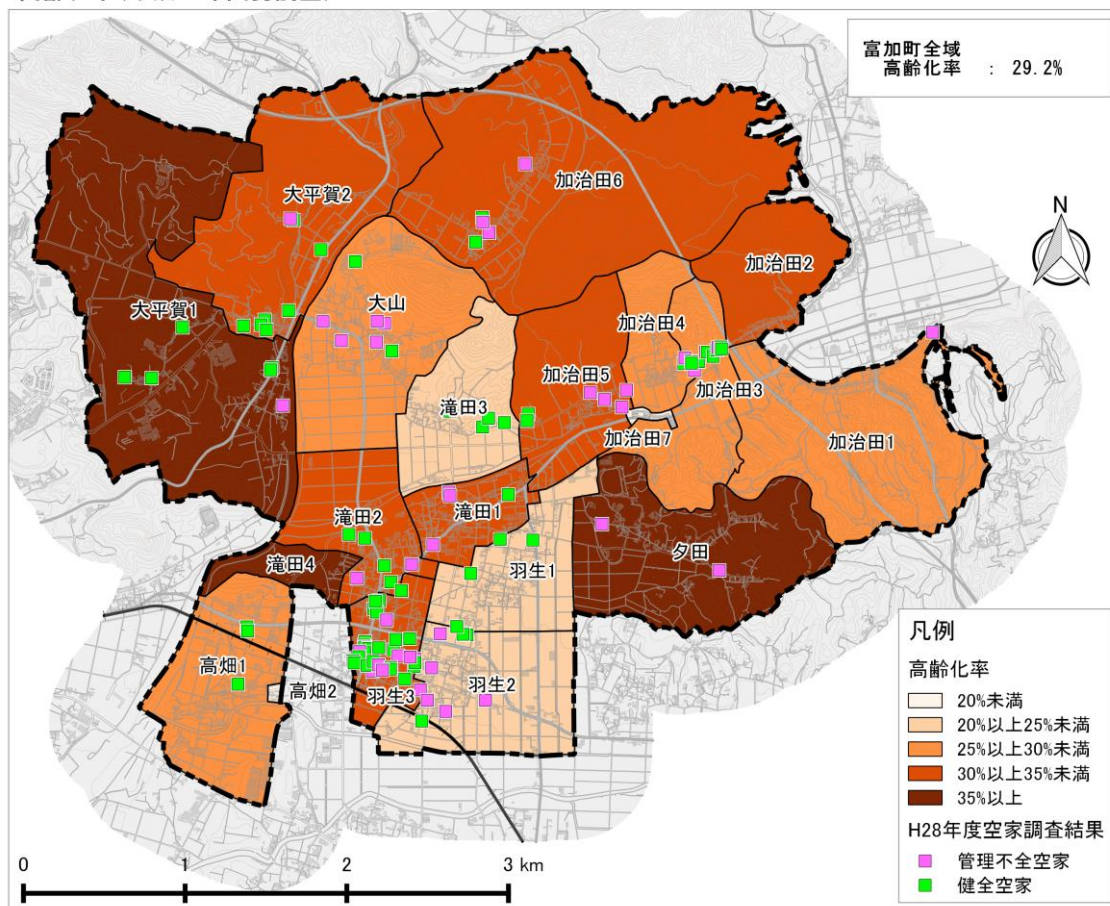 富加町全域
高齢化率 : 29.2%
N
加治田6
大平賀2
加治田2
大平賀1
大山
加治田4
加治田5
加治田3
滝田3
加治田7
加治田1
滝田2
滝田1
夕田
滝田4
羽生1
高畑1
高畑2
羽生3
羽生2
凡例
高齢化率
20%未満
20%以上25%未満
25%以上30%未満
30%以上35%未満
35%以上
H28年度空家調査結果
管理不全空家
健全空家
0 1 2 3 km